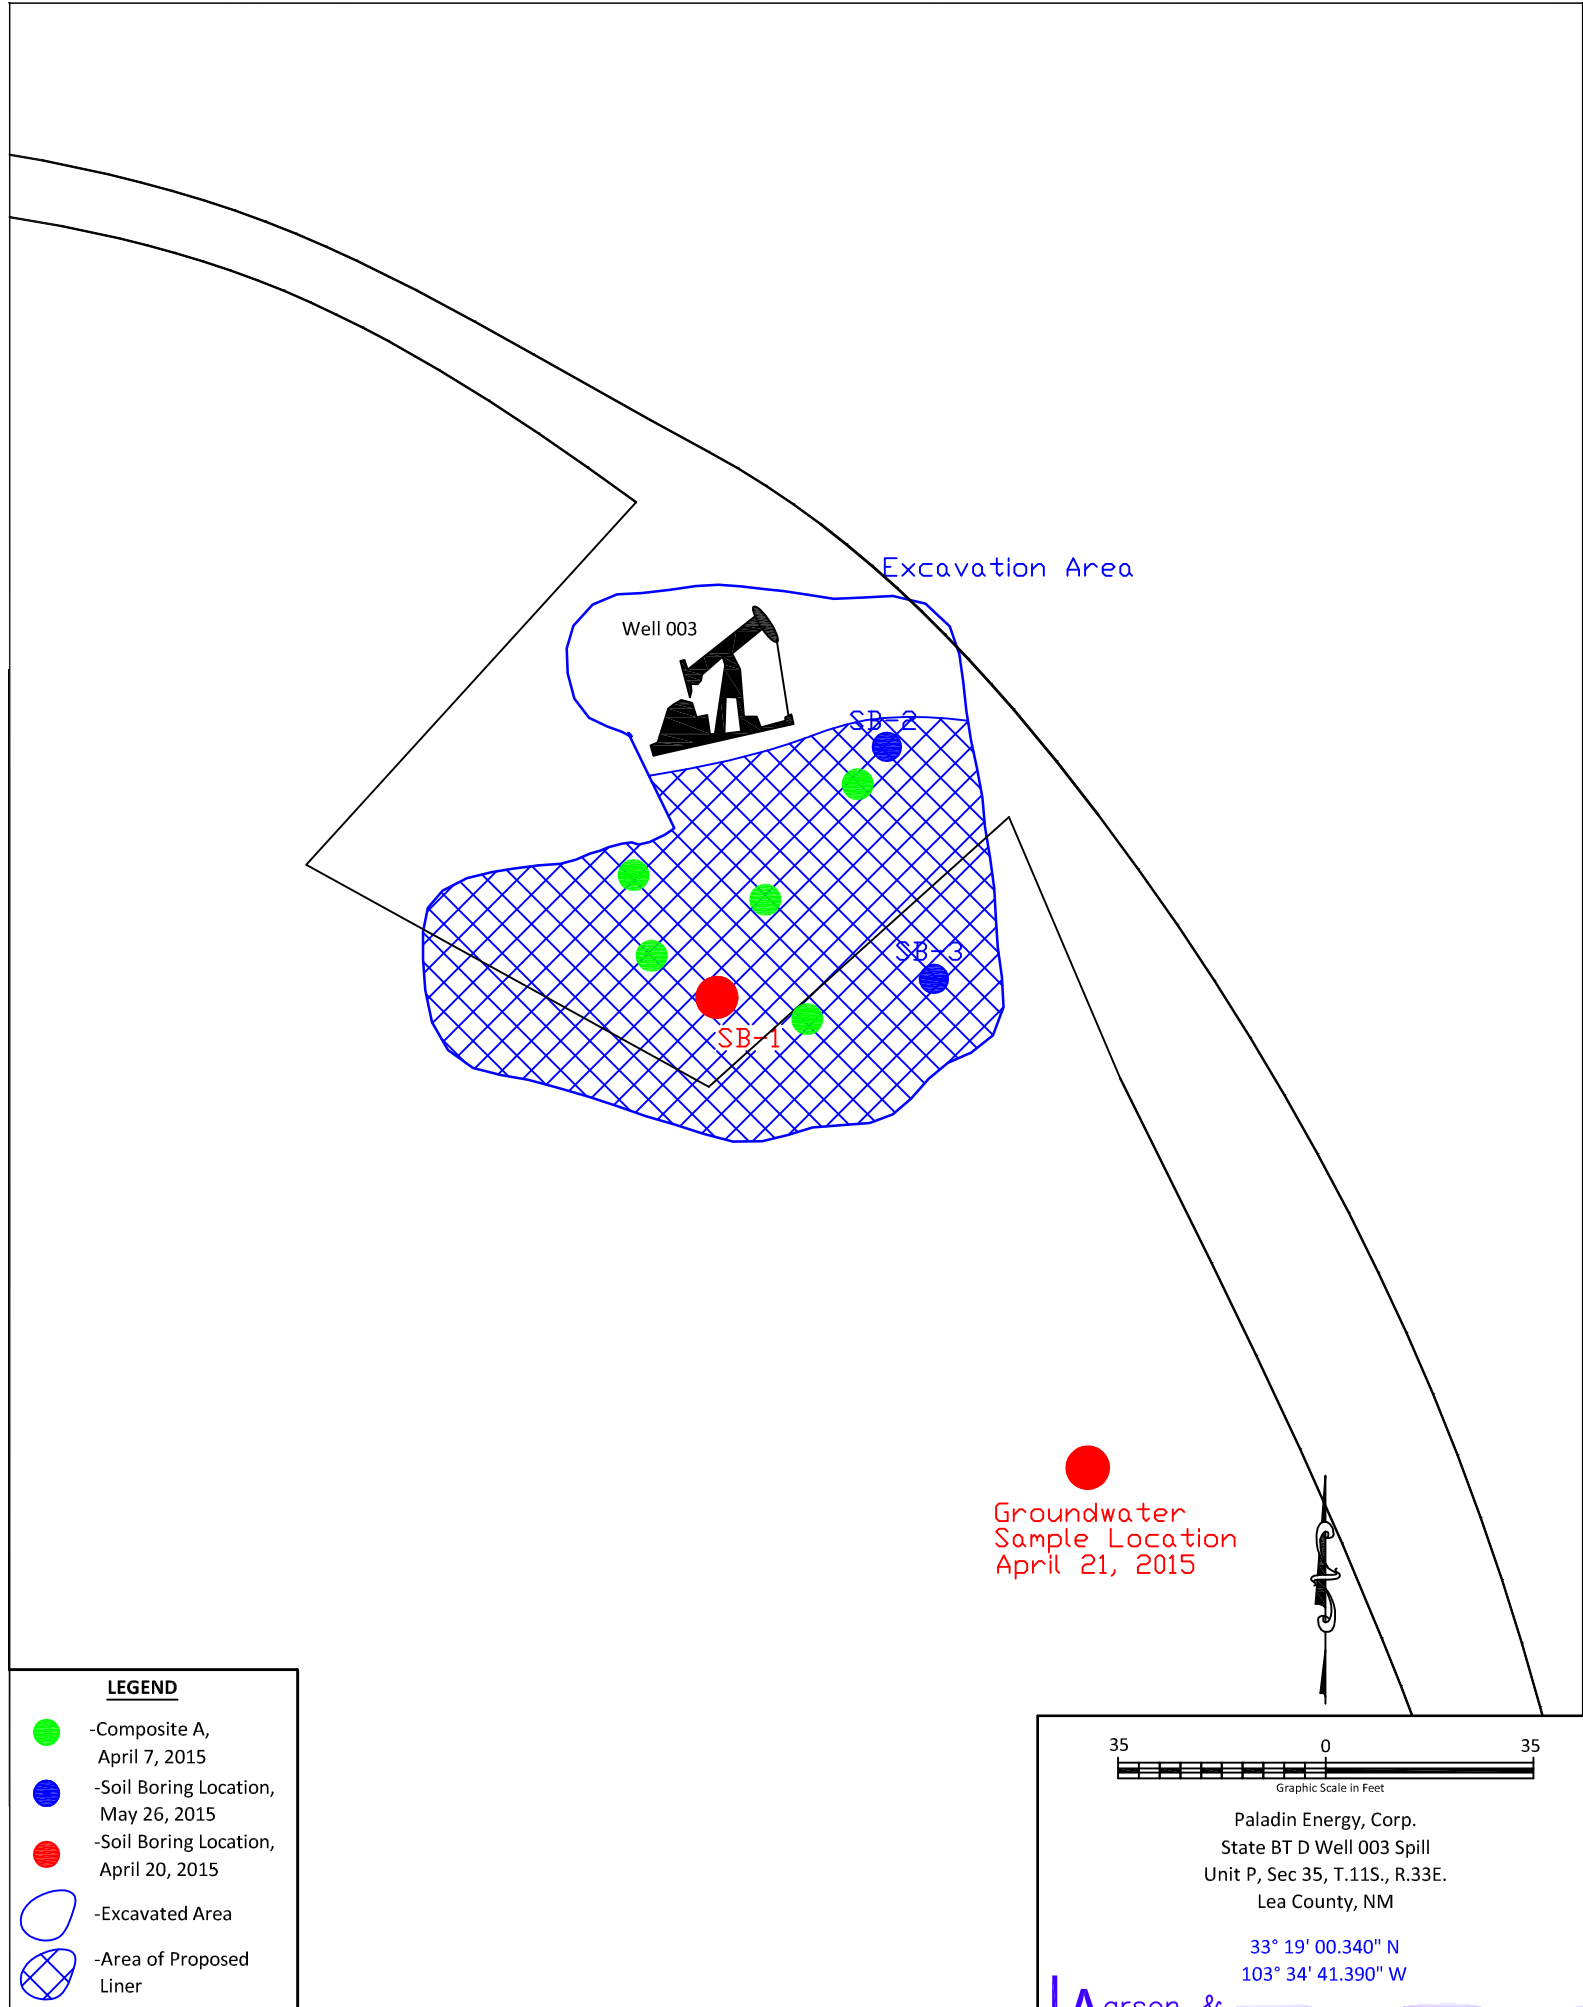 Excavation Area
Well 003
SB-2
SB-3
SB-1
Groundwater
Sample Location
April 21, 2015
LEGEND
-Composite A,
April 7, 2015
-Soil Boring Location,
May 26, 2015
-Soil Boring Location,
April 20, 2015
-Excavated Area
-Area of Proposed
Liner
35 0 35
Graphic Scale in Feet
Paladin Energy, Corp.
State BT D Well 003 Spill
Unit P, Sec 35, T.11S., R.33E.
Lea County, NM
33° 19' 00.340" N
103° 34' 41.390" W
arson &